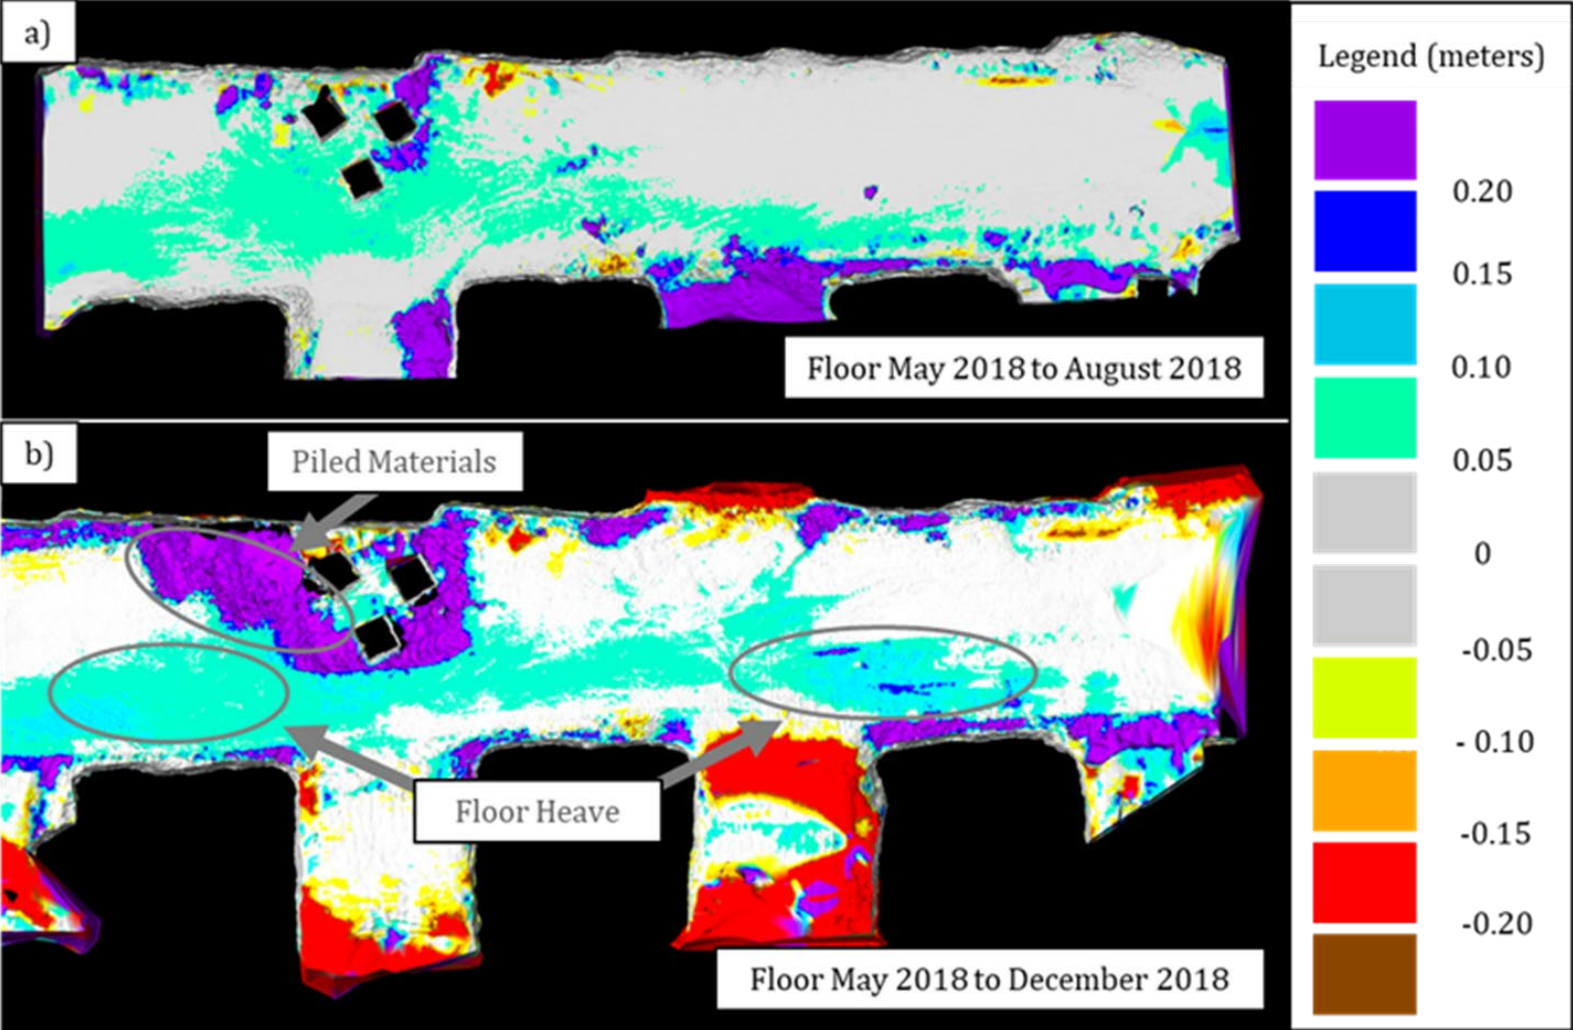 a)
Floor May 2018 to August 2018
b)
Piled Materials
Floor Heave
Floor May 2018 to December 2018
Legend (meters)
0.20
0.15
0.10
0.05
0
-0.05
- 0.10
-0.15
-0.20